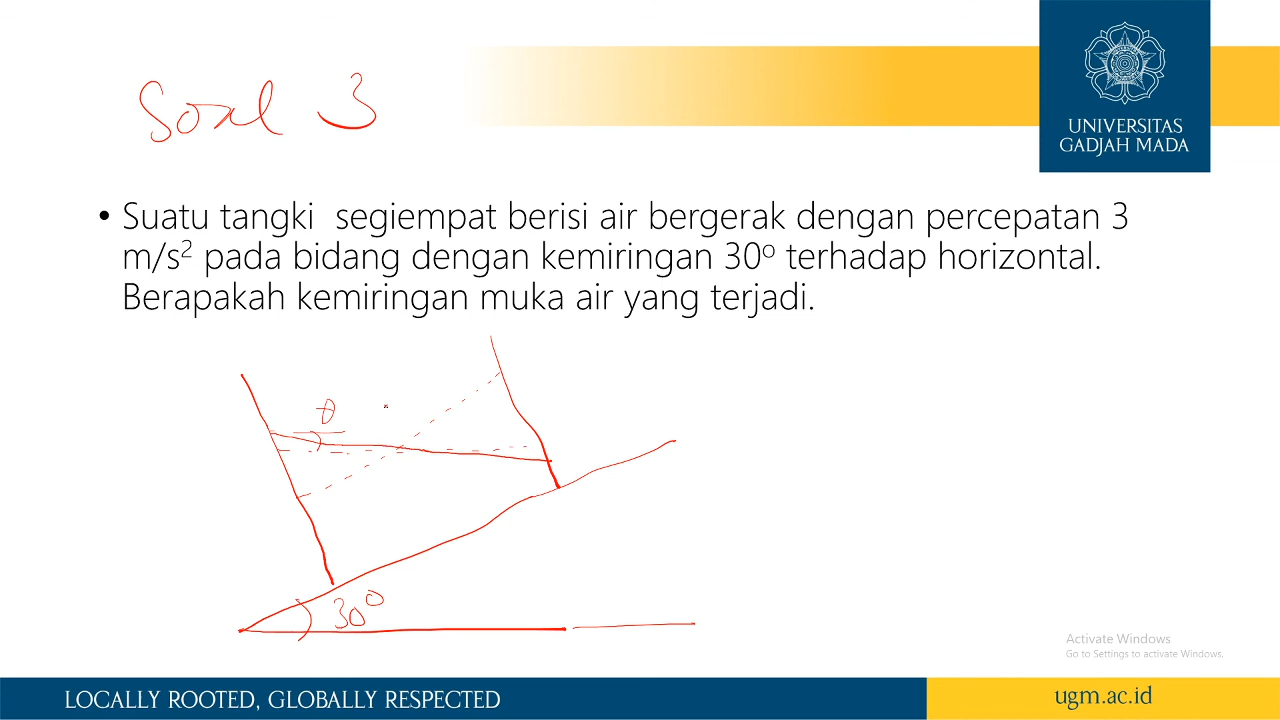 Soal 3
UNIVERSITAS
GADJAH MADA
• Suatu tangki segiempat berisi air bergerak dengan percepatan 3
m/s² pada bidang dengan kemiringan 30º terhadap horizontal.
Berapakah kemiringan muka air yang terjadi.
θ
30º
Activate Windows
Go to Settings to activate Windows.
LOCALLY ROOTED, GLOBALLY RESPECTED
ugm.ac.id